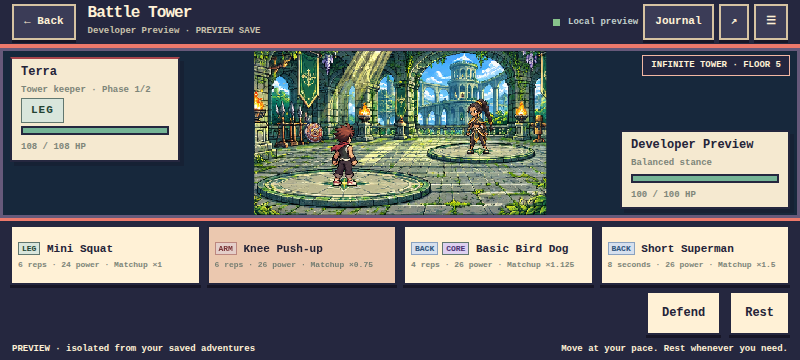 ← Back
Battle Tower
Developer Preview · PREVIEW SAVE
Local preview
Journal
↗
☰
Terra
Tower keeper · Phase 1/2
LEG
108 / 108 HP
INFINITE TOWER · FLOOR 5
Developer Preview
Balanced stance
100 / 100 HP
LEG Mini Squat
6 reps · 24 power · Matchup ×1
ARM Knee Push-up
6 reps · 26 power · Matchup ×0.75
BACK CORE Basic Bird Dog
4 reps · 26 power · Matchup ×1.125
BACK Short Superman
8 seconds · 26 power · Matchup ×1.5
Defend
Rest
PREVIEW · isolated from your saved adventures
Move at your pace. Rest whenever you need.